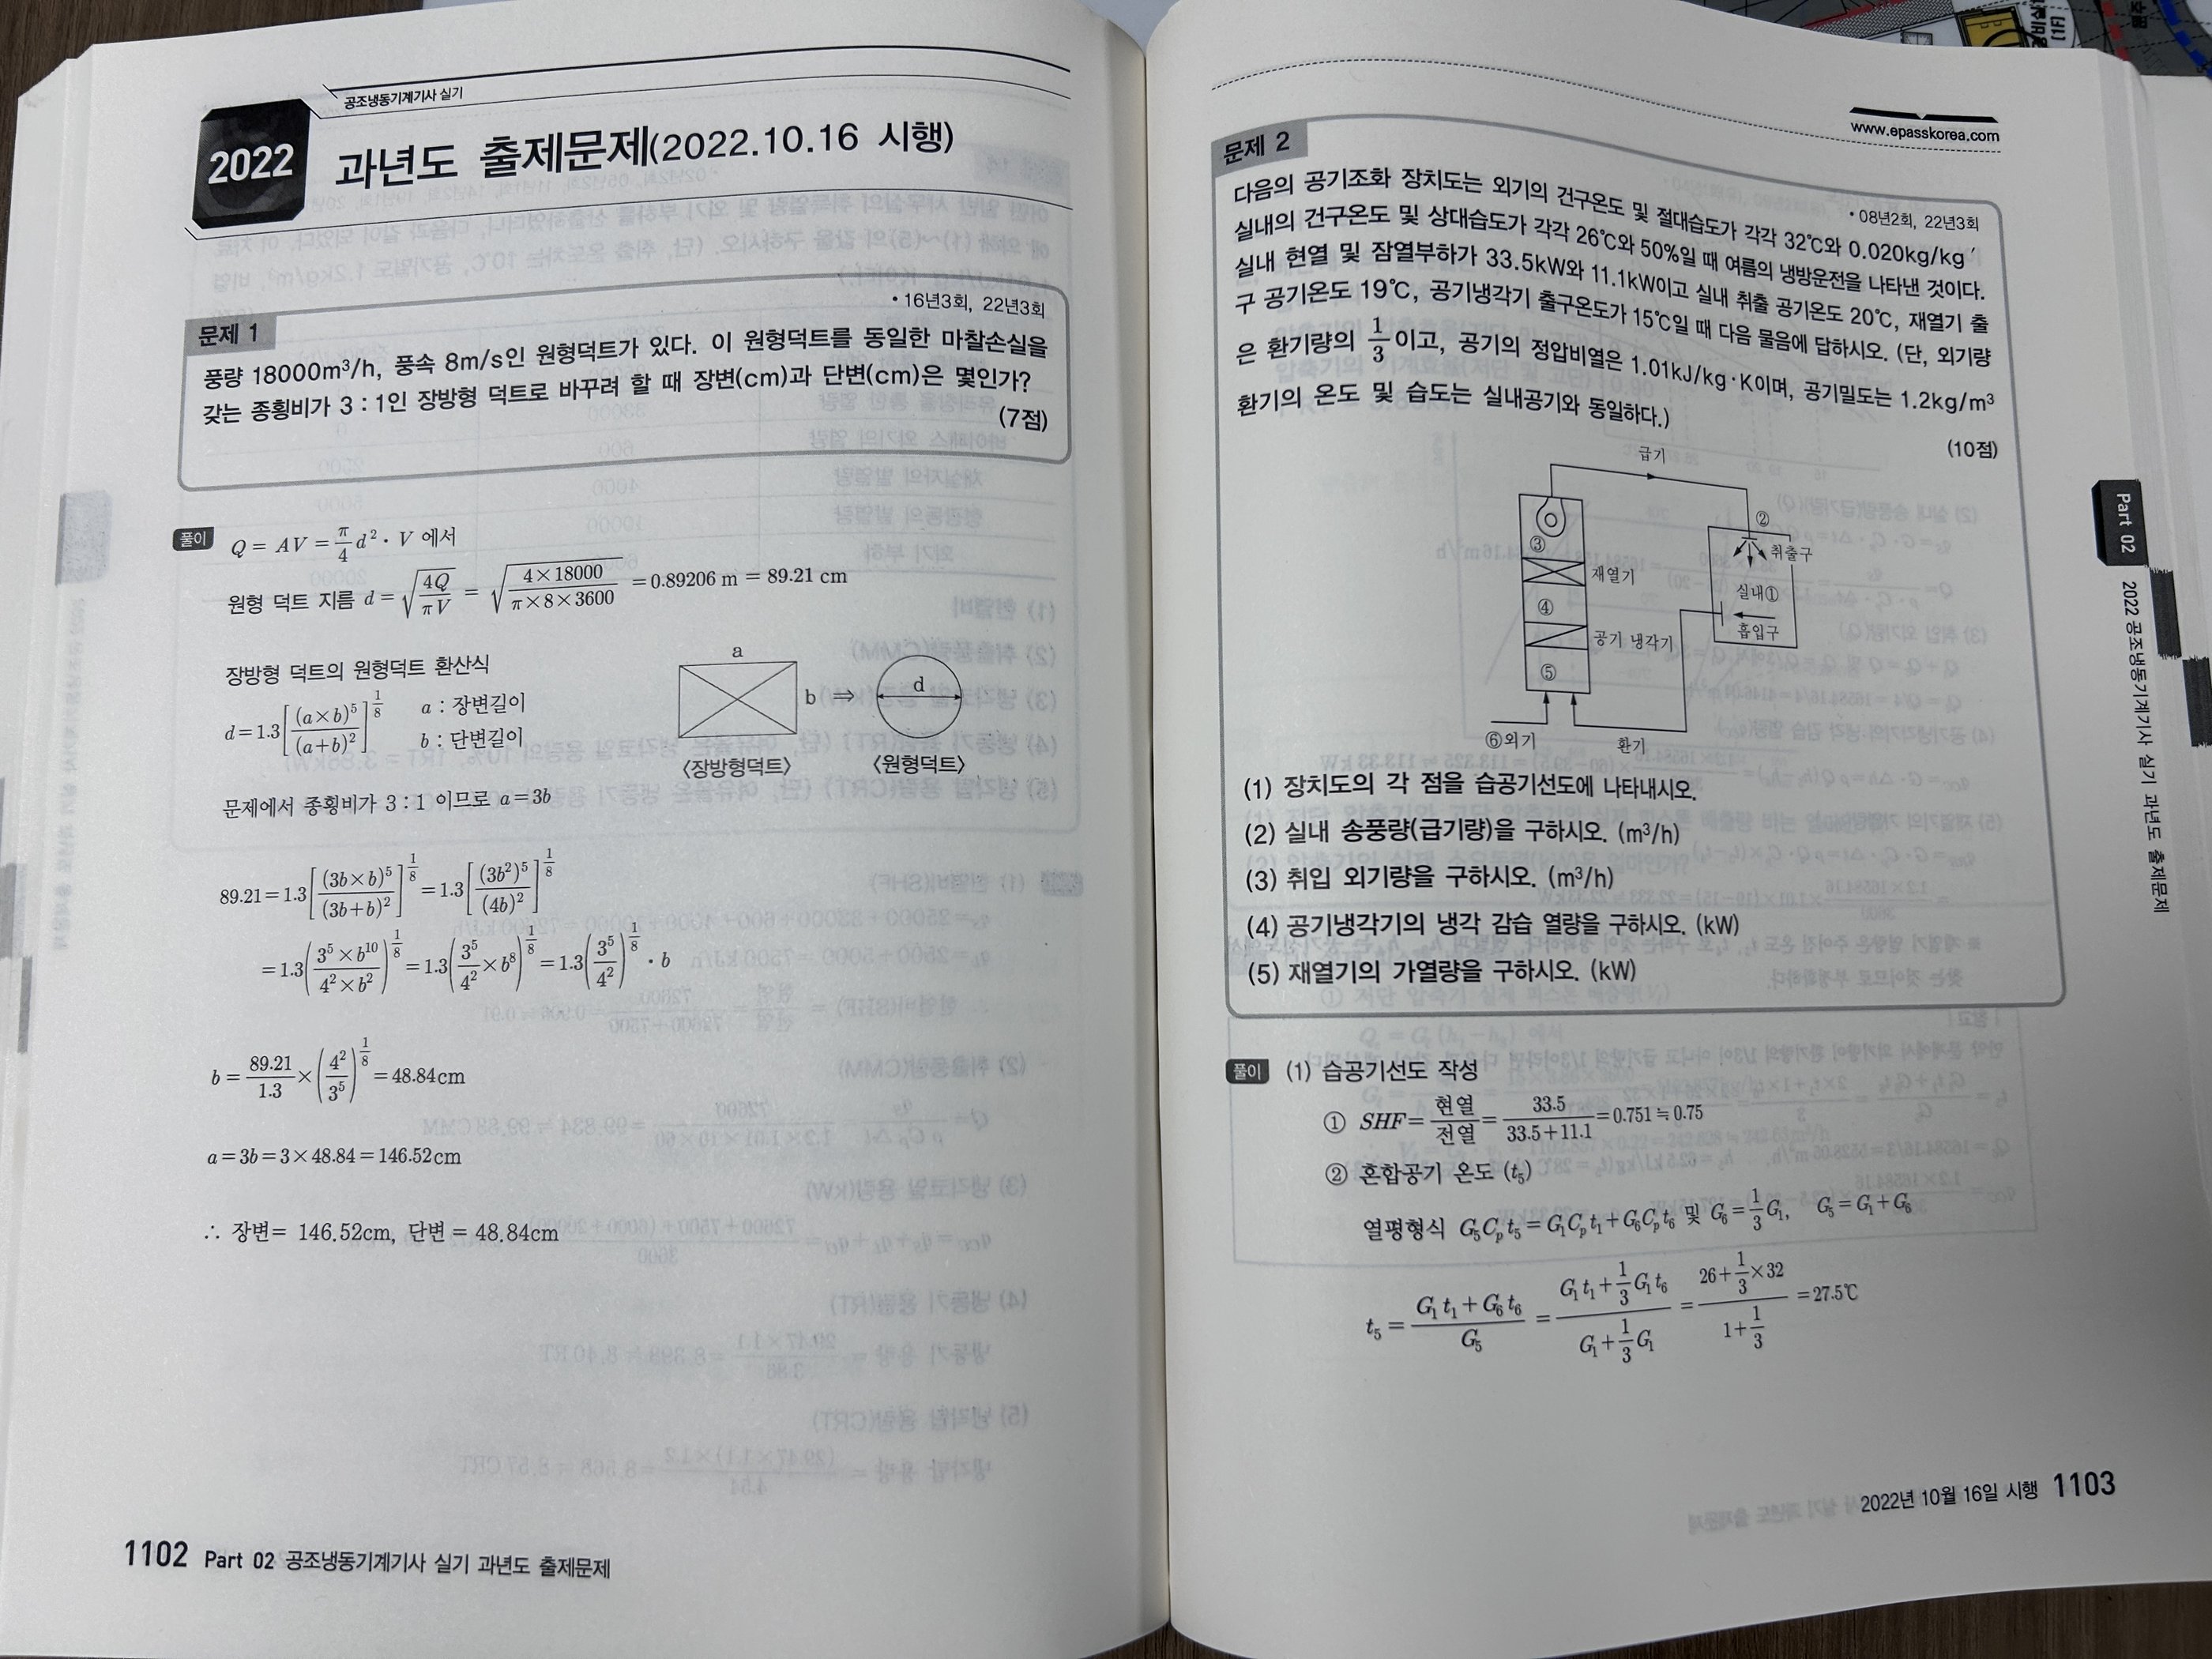 공조냉동기계기사 실기
2022 과년도 출제문제(2022.10.16 시행)
• 16년3회, 22년3회
문제 1
풍량 18000m³/h, 풍속 8m/s인 원형덕트가 있다. 이 원형덕트를 동일한 마찰손실을
갖는 종횡비가 3 : 1인 장방형 덕트로 바꾸려 할 때 장변(cm)과 단변(cm)은 몇인가?
(7점)
풀이 Q = AV = π/4 d² · V 에서
원형 덕트 지름 d = √(4Q/πV) = √((4×18000)/(π×8×3600)) = 0.89206 m = 89.21 cm
장방형 덕트의 원형덕트 환산식
d = 1.3[(a×b)⁵/(a+b)²]^(1/8)
a : 장변길이
b : 단변길이
a
b ⇒ d
〈장방형덕트〉 〈원형덕트〉
문제에서 종횡비가 3 : 1 이므로 a = 3b
89.21 = 1.3[(3b×b)⁵/(3b+b)²]^(1/8) = 1.3[(3b²)⁵/(4b)²]^(1/8)
= 1.3((3⁵×b¹⁰)/(4²×b²))^(1/8) = 1.3(3⁵/4² ×b⁸)^(1/8) = 1.3(3⁵/4²)^(1/8) · b
b = 89.21/1.3 × (4²/3⁵)^(1/8) = 48.84cm
a = 3b = 3×48.84 = 146.52cm
∴ 장변= 146.52cm, 단변 = 48.84cm
1102 Part 02 공조냉동기계기사 실기 과년도 출제문제
www.epasskorea.com
문제 2
• 08년2회, 22년3회
다음의 공기조화 장치도는 외기의 건구온도 및 절대습도가 각각 32℃와 0.020kg/kg′
실내의 건구온도 및 상대습도가 각각 26℃와 50%일 때 여름의 냉방운전을 나타낸 것이다.
실내 현열 및 잠열부하가 33.5kW와 11.1kW이고 실내 취출 공기온도 20℃, 재열기 출
구 공기온도 19℃, 공기냉각기 출구온도가 15℃일 때 다음 물음에 답하시오. (단, 외기량
은 환기량의 1/3이고, 공기의 정압비열은 1.01kJ/kg·K이며, 공기밀도는 1.2kg/m³
환기의 온도 및 습도는 실내공기와 동일하다.)
(10점)
급기
②
③
취출구
재열기
실내①
④
흡입구
공기 냉각기
⑤
⑥외기
환기
(1) 장치도의 각 점을 습공기선도에 나타내시오.
(2) 실내 송풍량(급기량)을 구하시오. (m³/h)
(3) 취입 외기량을 구하시오. (m³/h)
(4) 공기냉각기의 냉각 감습 열량을 구하시오. (kW)
(5) 재열기의 가열량을 구하시오. (kW)
풀이 (1) 습공기선도 작성
① SHF = 현열/전열 = 33.5/(33.5+11.1) = 0.751 ≒ 0.75
② 혼합공기 온도 (t₅)
열평형식 G₅Cₚt₅ = G₁Cₚt₁ + G₆Cₚt₆ 및 G₆ = 1/3 G₁, G₅ = G₁ + G₆
t₅ = (G₁t₁ + G₆t₆)/G₅ = (G₁t₁ + 1/3 G₁t₆)/(G₁ + 1/3 G₁) = (26 + 1/3×32)/(1 + 1/3) = 27.5℃
2022년 10월 16일 시행 1103
Part 02
2022 공조냉동기계기사 실기 과년도 출제문제